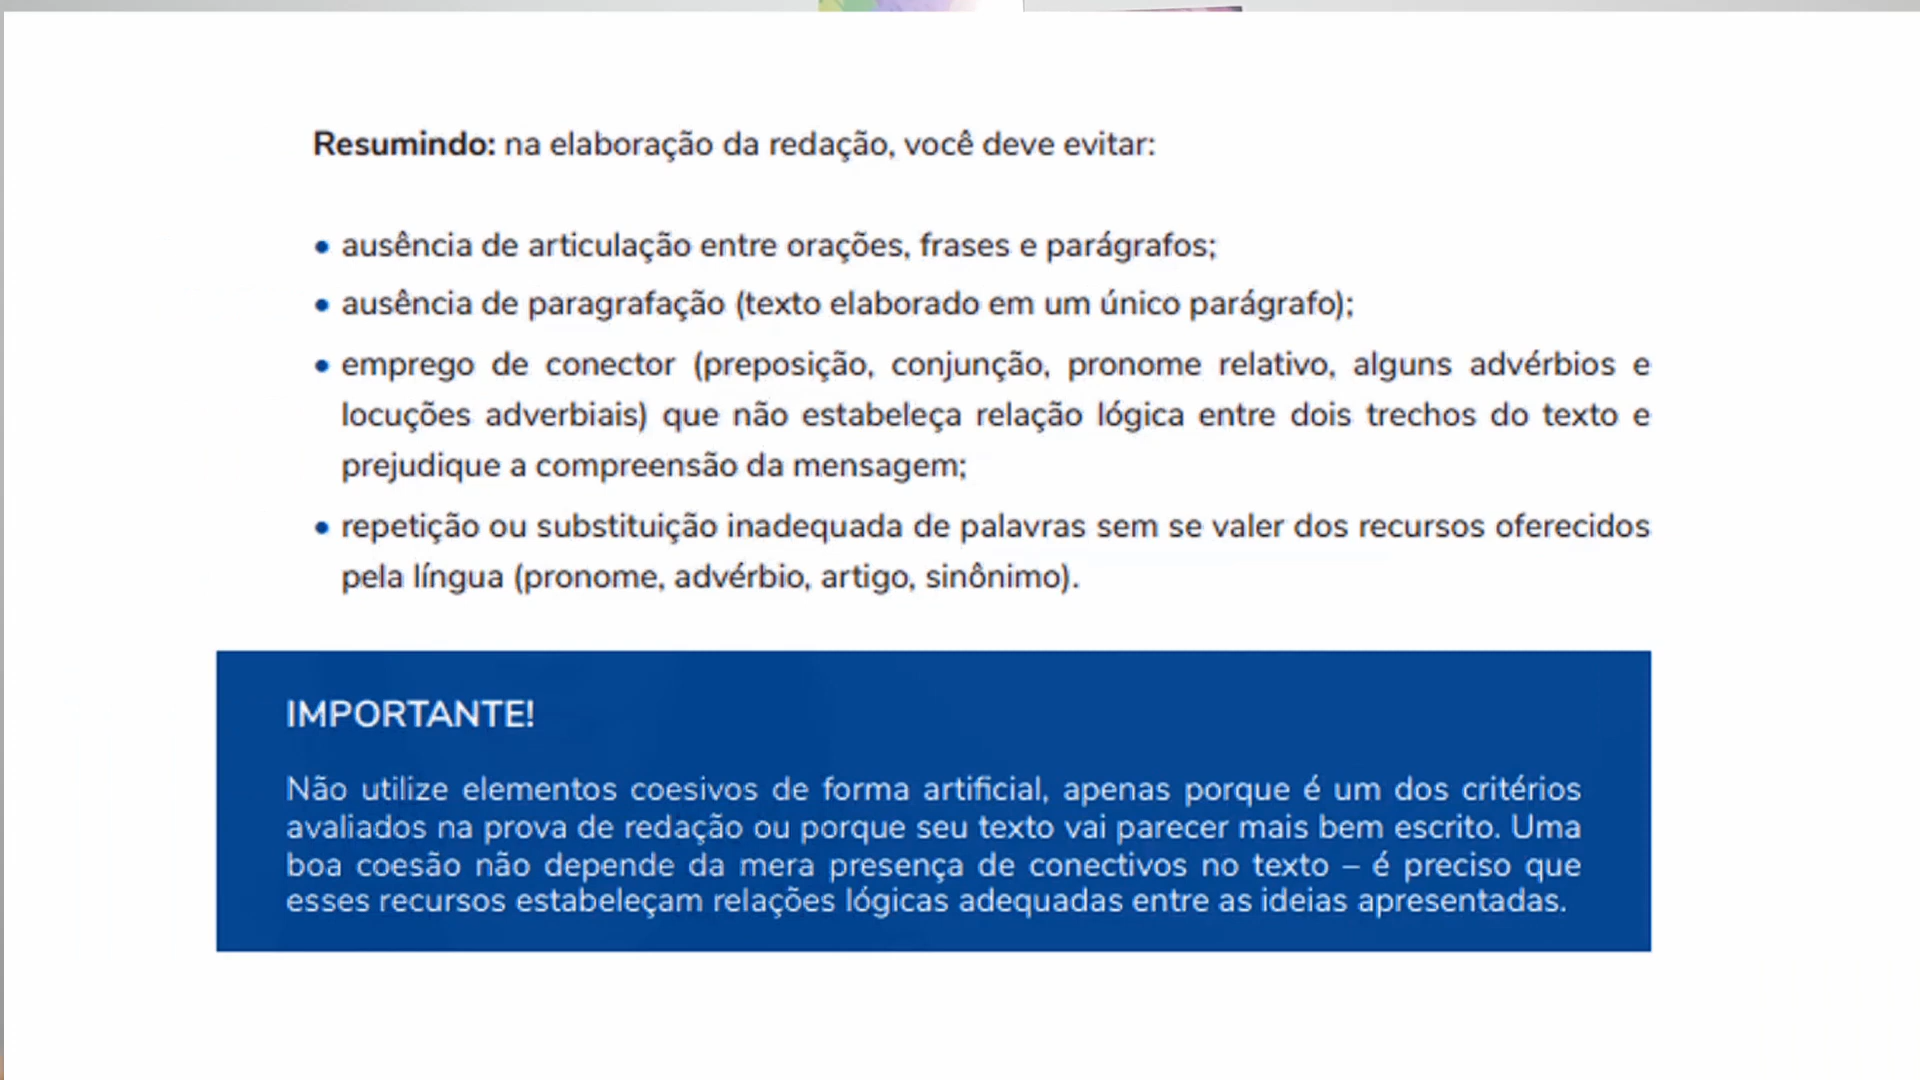 Resumindo: na elaboração da redação, você deve evitar:
• ausência de articulação entre orações, frases e parágrafos;
• ausência de paragrafação (texto elaborado em um único parágrafo);
• emprego de conector (preposição, conjunção, pronome relativo, alguns advérbios e
locuções adverbiais) que não estabeleça relação lógica entre dois trechos do texto e
prejudique a compreensão da mensagem;
• repetição ou substituição inadequada de palavras sem se valer dos recursos oferecidos
pela língua (pronome, advérbio, artigo, sinônimo).
IMPORTANTE!
Não utilize elementos coesivos de forma artificial, apenas porque é um dos critérios
avaliados na prova de redação ou porque seu texto vai parecer mais bem escrito. Uma
boa coesão não depende da mera presença de conectivos no texto – é preciso que
esses recursos estabeleçam relações lógicas adequadas entre as ideias apresentadas.